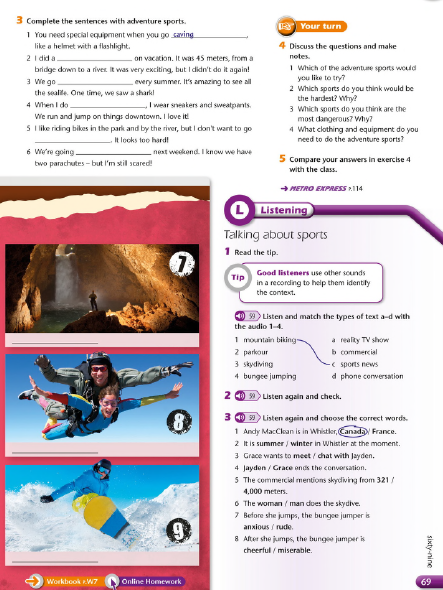 3 Complete the sentences with adventure sports.
1 You need special equipment when you go caving,
like a helmet with a flashlight.
2 I did a ____________ on vacation. It was 45 meters, from a
bridge down to a river. It was very exciting, but I didn't do it again!
3 We go ____________ every summer. It's amazing to see all
the sealife. One time, we saw a shark!
4 When I do ____________, I wear sneakers and sweatpants.
We run and jump on things downtown. I love it!
5 I like riding bikes in the park and by the river, but I don't want to go
____________. It looks too hard!
6 We're going ____________ next weekend. I know we have
two parachutes – but I'm still scared!
7
8
9
Workbook p.W7
Online Homework
Your turn
4 Discuss the questions and make
notes.
1 Which of the adventure sports would
you like to try?
2 Which sports do you think would be
the hardest? Why?
3 Which sports do you think are the
most dangerous? Why?
4 What clothing and equipment do you
need to do the adventure sports?
5 Compare your answers in exercise 4
with the class.
→ METRO EXPRESS P.114
L Listening
Talking about sports
1 Read the tip.
Tip
Good listeners use other sounds
in a recording to help them identify
the context.
59 Listen and match the types of text a–d with
the audio 1–4.
1 mountain biking a reality TV show
2 parkour b commercial
3 skydiving c sports news
4 bungee jumping d phone conversation
2 59 Listen again and check.
3 59 Listen again and choose the correct words.
1 Andy MacClean is in Whistler, Canada / France.
2 It is summer / winter in Whistler at the moment.
3 Grace wants to meet / chat with Jayden.
4 Jayden / Grace ends the conversation.
5 The commercial mentions skydiving from 321 /
4,000 meters.
6 The woman / man does the skydive.
7 Before she jumps, the bungee jumper is
anxious / rude.
8 After she jumps, the bungee jumper is
cheerful / miserable.
sixty-nine
69